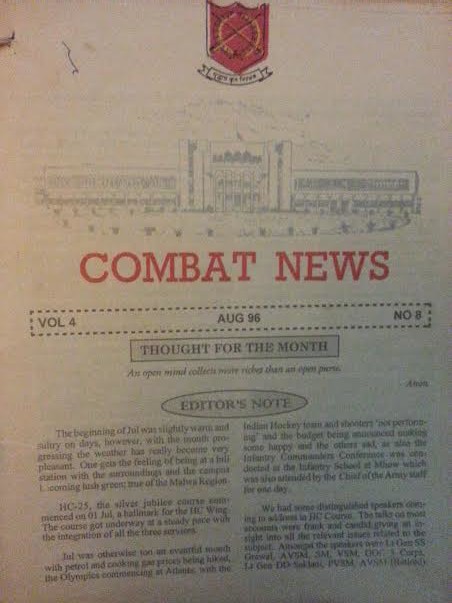 COMBAT NEWS
VOL 4 AUG 96 NO 8
THOUGHT FOR THE MONTH
An open mind collects more riches than an open purse.
Anon.
EDITOR'S NOTE
The beginning of Jul was slightly warm and
sultry on days, however, with the month pro-
gressing the weather has really become very
pleasant. One gets the feeling of being at a hill
station with the surroundings and the campus
becoming lush green; true of the Malwa Region.
HC-25, the silver jubilee course com-
menced on 01 Jul, a hallmark for the HC Wing.
The course got underway at a steady pace with
the integration of all the three services.
Jul was otherwise too an eventful month
with petrol and cooking gas prices being hiked,
the Olympics commencing at Atlanta, with the
Indian Hockey team and shooters 'not perform-
ing' and the budget being announced making
some happy and the others sad, as also the
Infantry Commanders Conference was con-
ducted at the Infantry School at Mhow which
was also attended by the Chief of the Army staff
for one day.
We had some distinguished speakers com-
ing to address to HC Course. The talks on most
accounts were frank and candid, giving an in-
sight into all the relevant issues related to the
subject. Amongst the speakers were Lt Gen SS
Grewal, AVSM, SM, VSM, GOC Corps,
Lt Gen DD Saklani, PVSM, AVSM (Retired)